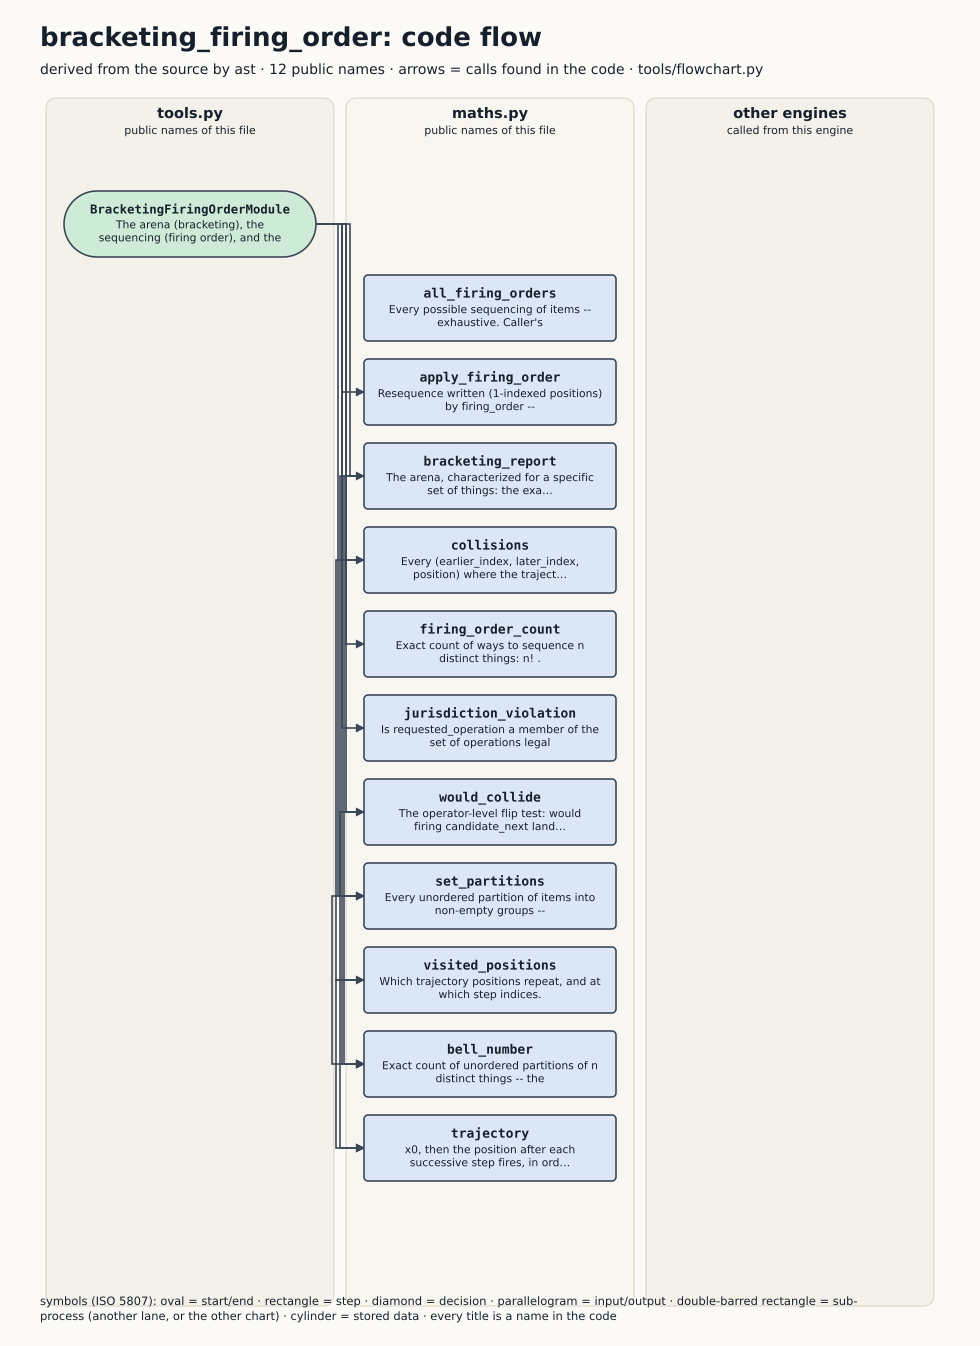 bracketing_firing_order: code flow
derived from the source by ast · 12 public names · arrows = calls found in the code · tools/flowchart.py
tools.py
public names of this file
maths.py
public names of this file
other engines
called from this engine
BracketingFiringOrderModule
The arena (bracketing), the
sequencing (firing order), and the
all_firing_orders
Every possible sequencing of items --
exhaustive. Caller's
apply_firing_order
Resequence written (1-indexed positions)
by firing_order --
bracketing_report
The arena, characterized for a specific
set of things: the exa…
collisions
Every (earlier_index, later_index,
position) where the traject…
firing_order_count
Exact count of ways to sequence n
distinct things: n! .
jurisdiction_violation
Is requested_operation a member of the
set of operations legal
would_collide
The operator-level flip test: would
firing candidate_next land…
set_partitions
Every unordered partition of items into
non-empty groups --
visited_positions
Which trajectory positions repeat, and at
which step indices.
bell_number
Exact count of unordered partitions of n
distinct things -- the
trajectory
x0, then the position after each
successive step fires, in ord…
symbols (ISO 5807): oval = start/end · rectangle = step · diamond = decision · parallelogram = input/output · double-barred rectangle = sub-
process (another lane, or the other chart) · cylinder = stored data · every title is a name in the code